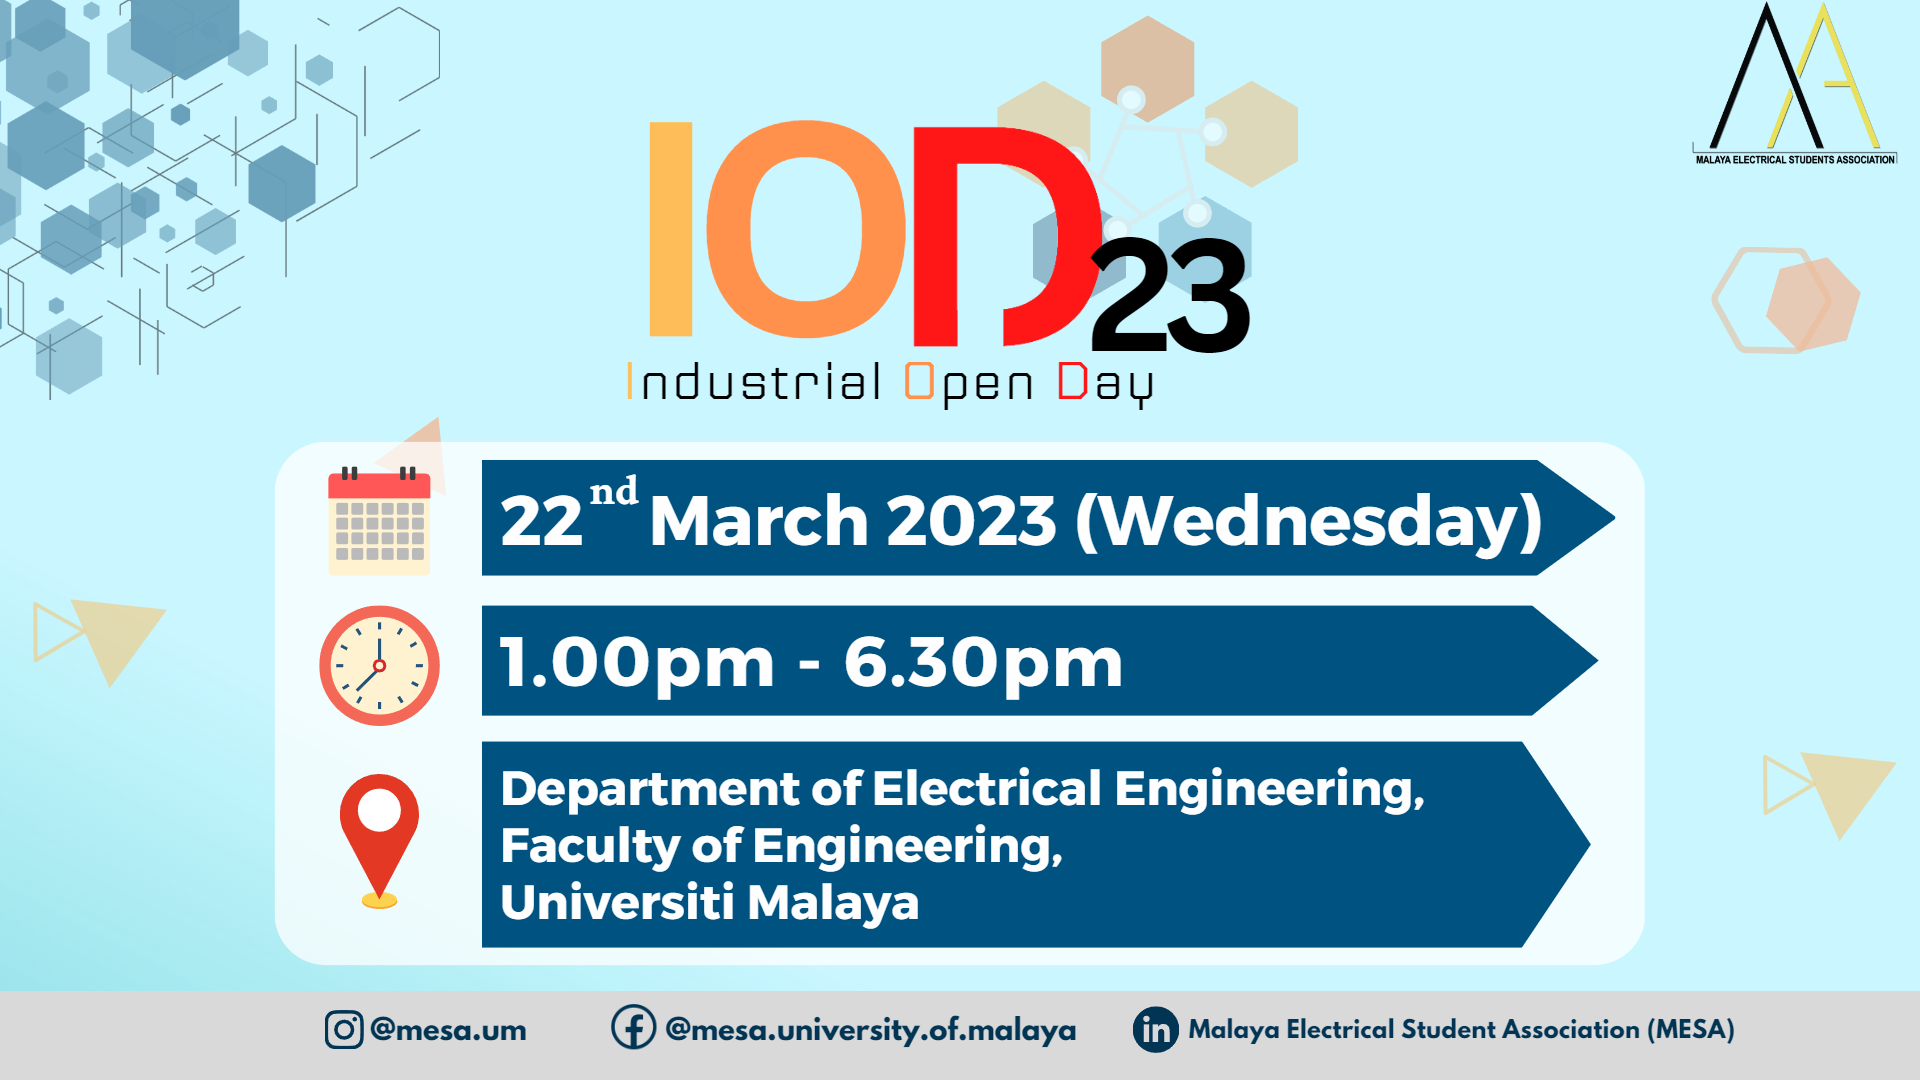 IOD23
Industrial Open Day
MALAYA ELECTRICAL STUDENTS ASSOCIATION
22nd March 2023 (Wednesday)
1.00pm - 6.30pm
Department of Electrical Engineering,
Faculty of Engineering,
Universiti Malaya
@mesa.um
@mesa.university.of.malaya
Malaya Electrical Student Association (MESA)